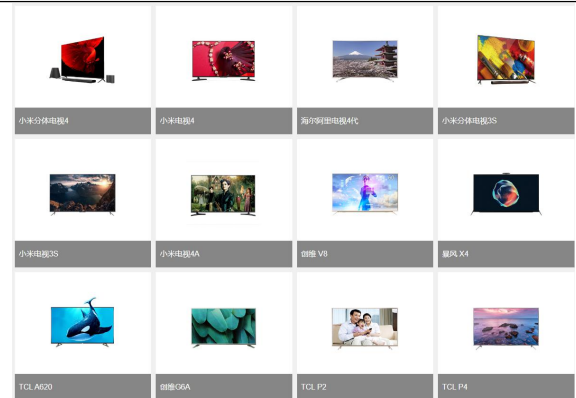 小米分体电视4
小米电视4
海尔阿里电视4代
小米分体电视3S
小米电视3S
小米电视4A
创维 V8
暴风 X4
TCL A620
创维G6A
TCL P2
TCL P4